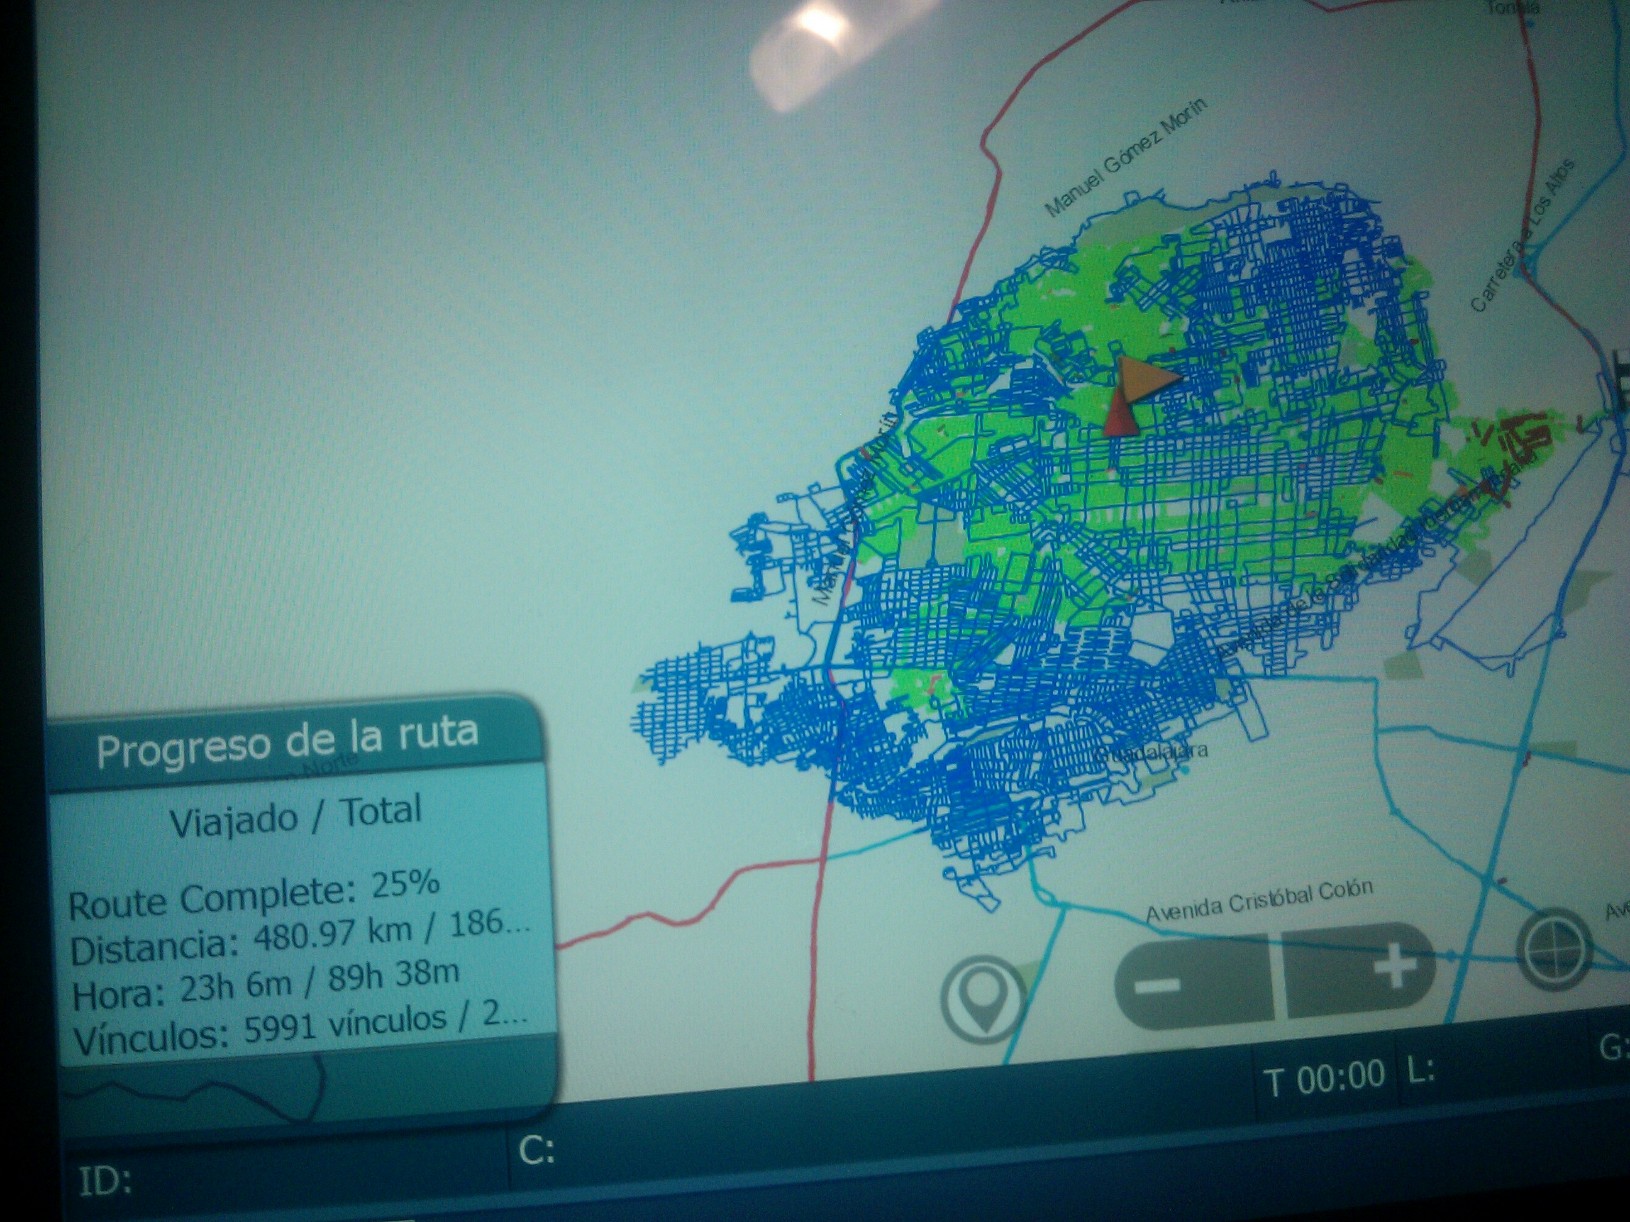 Tonalá
Manuel Gómez Morín
Carretera a Los Altos
Manuel Gómez Morín
Guadalajara
Avenida Cristóbal Colón
Progreso de la ruta
Norte
Viajado / Total
Route Complete: 25%
Distancia: 480.97 km / 186...
Hora: 23h 6m / 89h 38m
Vínculos: 5991 vínculos / 2...
T 00:00
L:
G:
C:
ID: